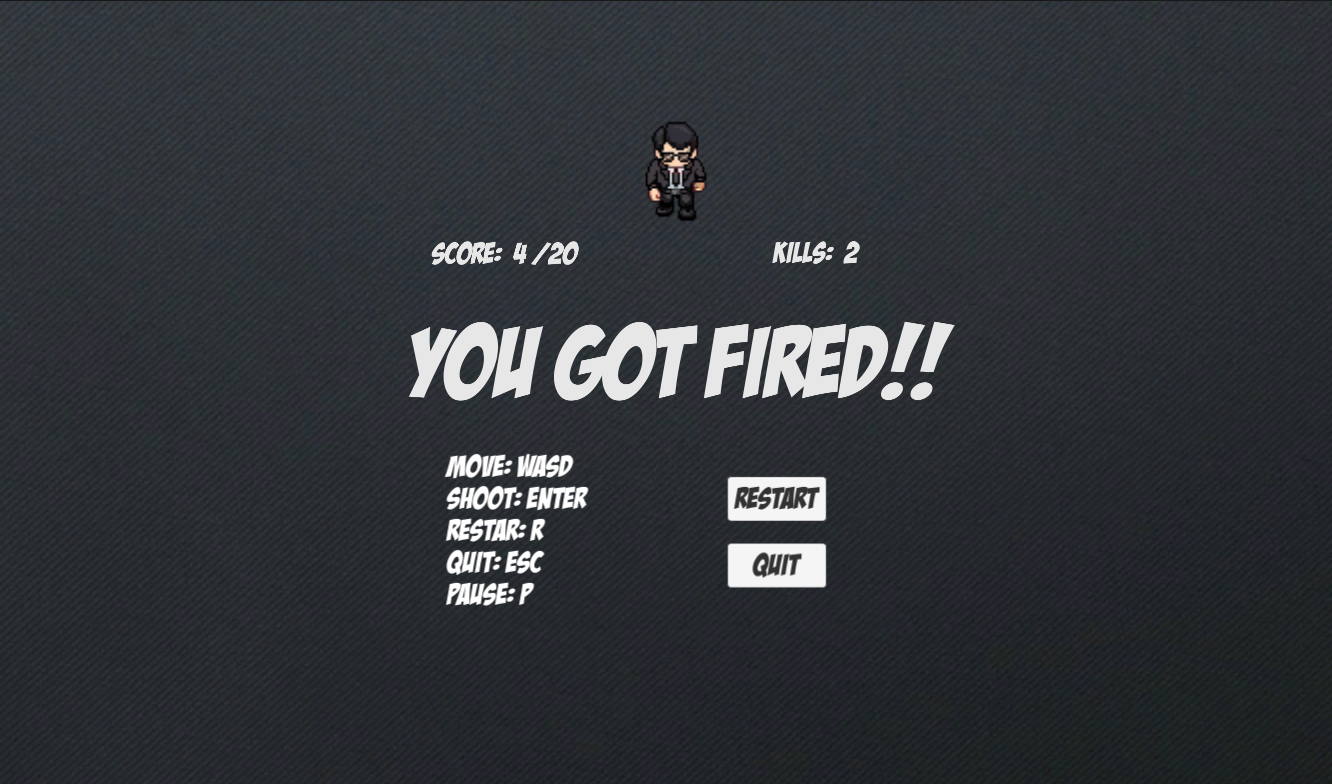 SCORE: 4 /20
KILLS: 2
YOU GOT FIRED!!
MOVE: WASD
SHOOT: ENTER
RESTAR: R
QUIT: ESC
PAUSE: P
RESTART
QUIT